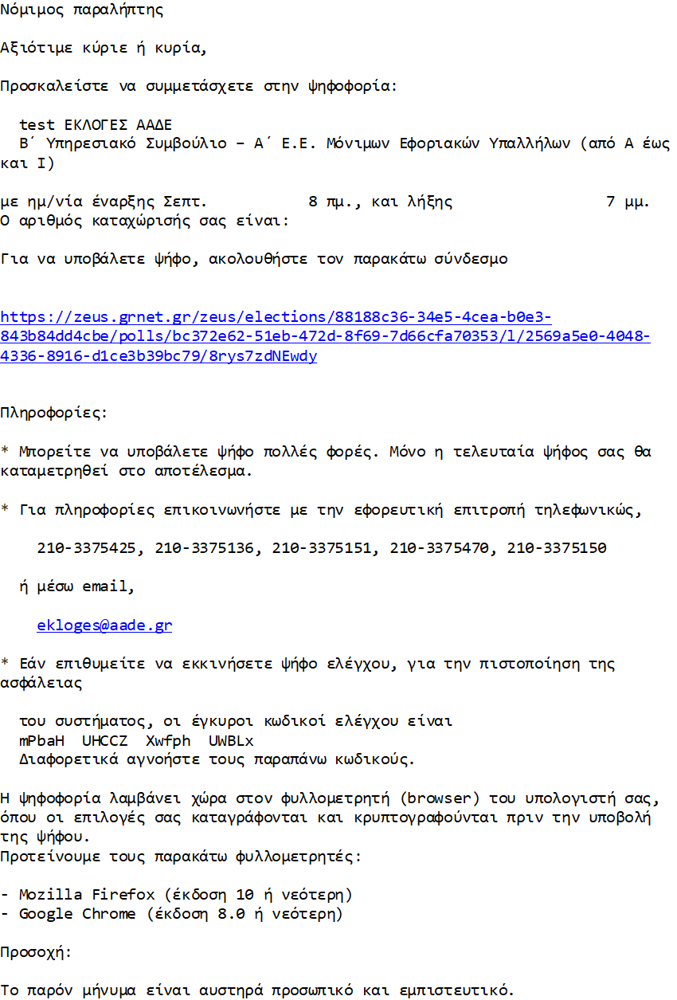 Νόμιμος παραλήπτης
Αξιότιμε κύριε ή κυρία,
Προσκαλείστε να συμμετάσχετε στην ψηφοφορία:
test ΕΚΛΟΓΕΣ ΑΑΔΕ
Β΄ Υπηρεσιακό Συμβούλιο – Α΄ Ε.Ε. Μόνιμων Εφοριακών Υπαλλήλων (από Α έως
και Ι)
με ημ/νία έναρξης Σεπτ. 8 πμ., και λήξης 7 μμ.
Ο αριθμός καταχώρισής σας είναι:
Για να υποβάλετε ψήφο, ακολουθήστε τον παρακάτω σύνδεσμο
https://zeus.grnet.gr/zeus/elections/88188c36-34e5-4cea-b0e3-
843b84dd4cbe/polls/bc372e62-51eb-472d-8f69-7d66cfa70353/l/2569a5e0-4048-
4336-8916-d1ce3b39bc79/8rys7zdNEwdy
Πληροφορίες:
* Μπορείτε να υποβάλετε ψήφο πολλές φορές. Μόνο η τελευταία ψήφος σας θα
καταμετρηθεί στο αποτέλεσμα.
* Για πληροφορίες επικοινωνήστε με την εφορευτική επιτροπή τηλεφωνικώς,
210-3375425, 210-3375136, 210-3375151, 210-3375470, 210-3375150
ή μέσω email,
ekloges@aade.gr
* Εάν επιθυμείτε να εκκινήσετε ψήφο ελέγχου, για την πιστοποίηση της
ασφάλειας
του συστήματος, οι έγκυροι κωδικοί ελέγχου είναι
mPbaH UHCCZ Xwfph UWBLx
Διαφορετικά αγνοήστε τους παραπάνω κωδικούς.
Η ψηφοφορία λαμβάνει χώρα στον φυλλομετρητή (browser) του υπολογιστή σας,
όπου οι επιλογές σας καταγράφονται και κρυπτογραφούνται πριν την υποβολή
της ψήφου.
Προτείνουμε τους παρακάτω φυλλομετρητές:
- Mozilla Firefox (έκδοση 10 ή νεότερη)
- Google Chrome (έκδοση 8.0 ή νεότερη)
Προσοχή:
Το παρόν μήνυμα είναι αυστηρά προσωπικό και εμπιστευτικό.